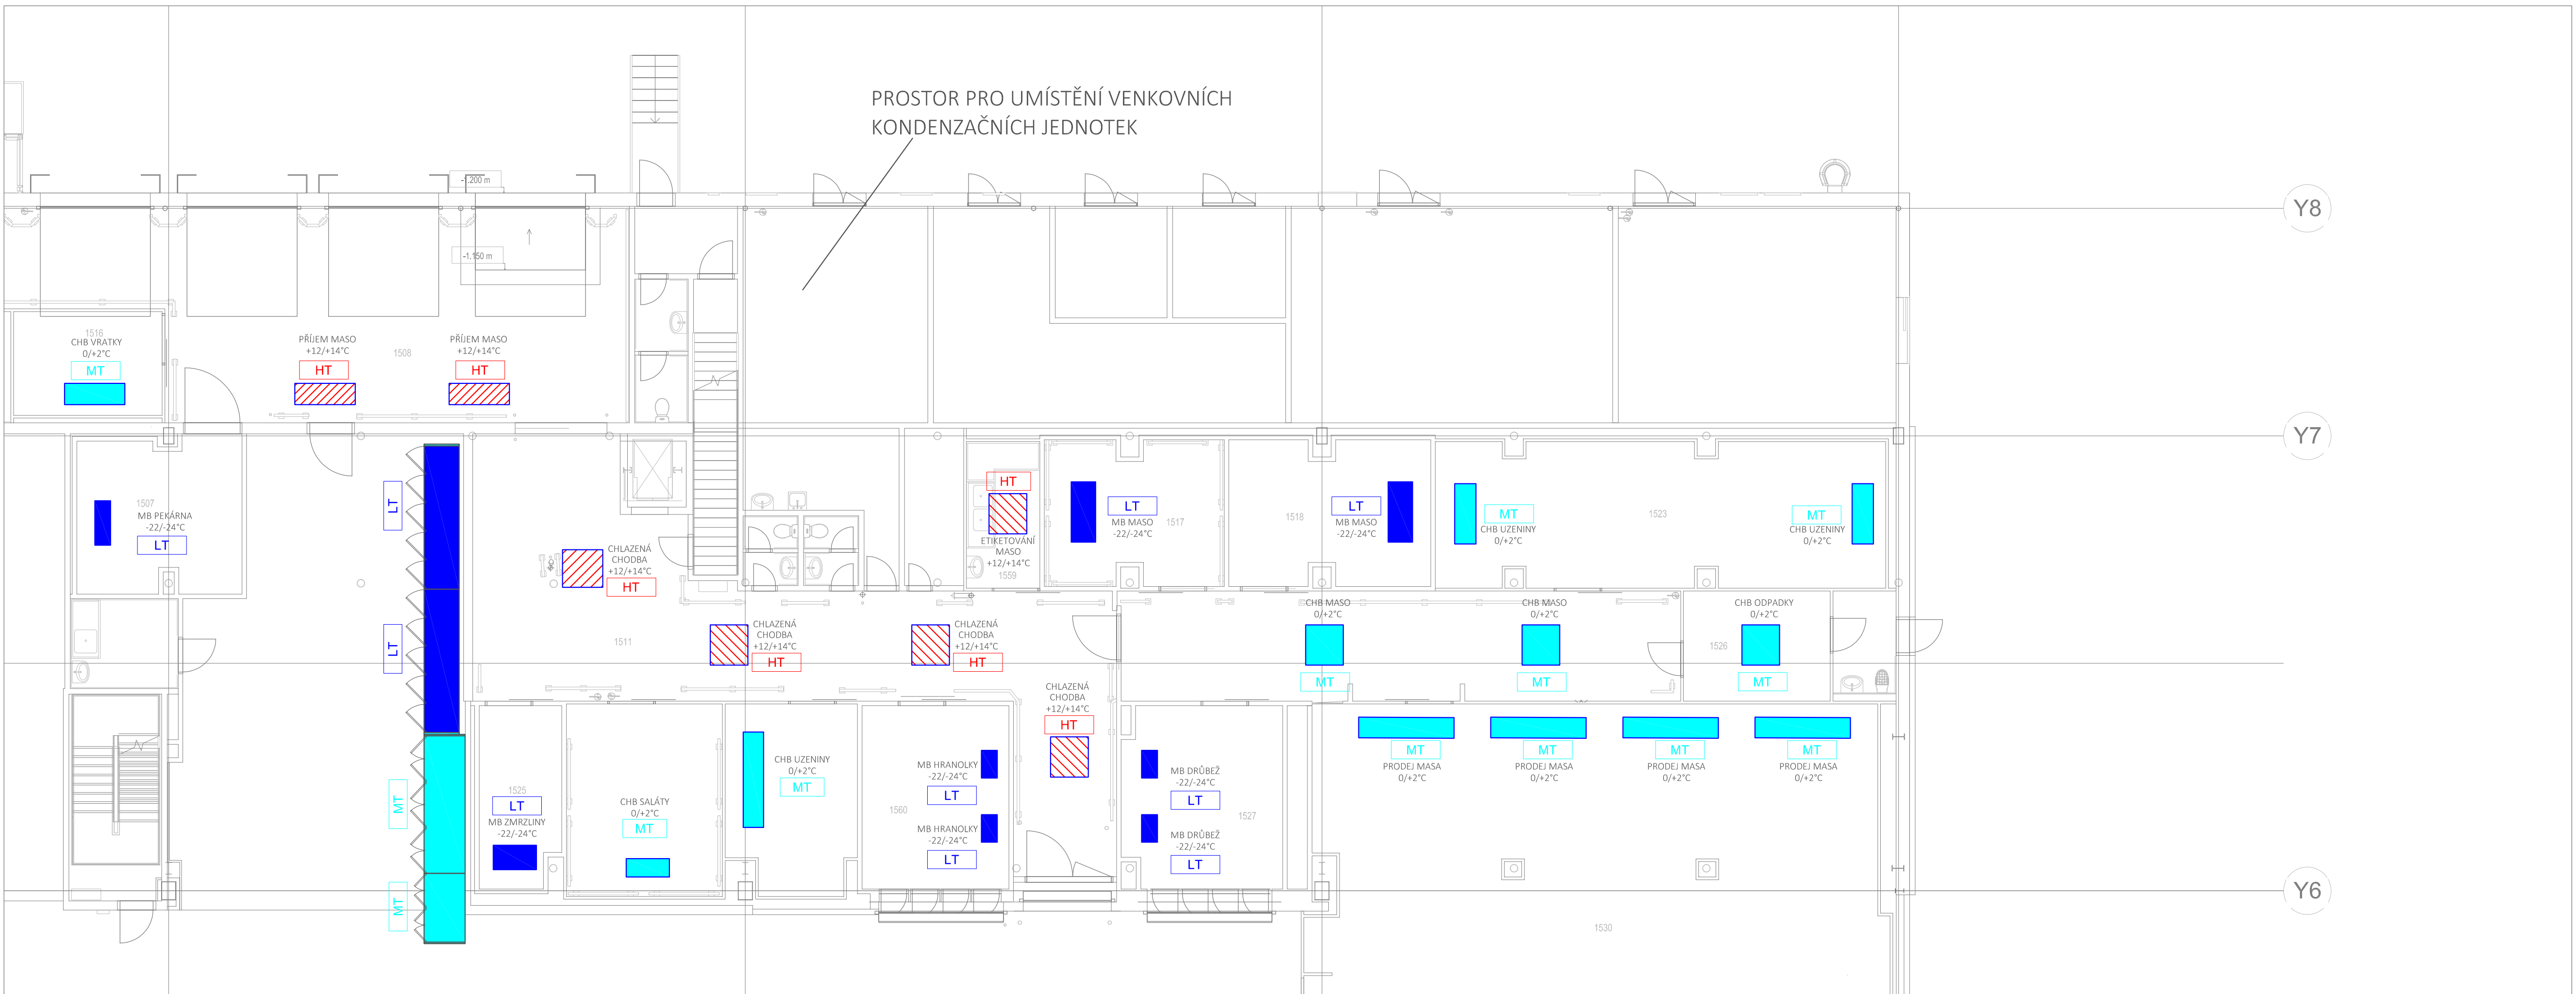 PROSTOR PRO UMÍSTĚNÍ VENKOVNÍCH
KONDENZAČNÍCH JEDNOTEK
-1.200 m
Y8
-1.150 m
1516
CHB VRATKY
0/+2°C
MT
PŘÍJEM MASO
+12/+14°C
HT
1508
PŘÍJEM MASO
+12/+14°C
HT
Y7
1507
MB PEKÁRNA
-22/-24°C
LT
LT
LT
MT
MT
CHLAZENÁ
CHODBA
+12/+14°C
HT
1511
CHLAZENÁ
CHODBA
+12/+14°C
HT
CHLAZENÁ
CHODBA
+12/+14°C
HT
CHLAZENÁ
CHODBA
+12/+14°C
HT
HT
ETIKETOVÁNÍ
MASO
+12/+14°C
1559
LT
MB MASO
-22/-24°C
1517
1518
LT
MB MASO
-22/-24°C
MT
CHB UZENINY
0/+2°C
1523
MT
CHB UZENINY
0/+2°C
CHB MASO
0/+2°C
MT
CHB MASO
0/+2°C
MT
CHB ODPADKY
0/+2°C
1526
MT
1525
LT
MB ZMRZLINY
-22/-24°C
CHB SALÁTY
0/+2°C
MT
CHB UZENINY
0/+2°C
MT
MB HRANOLKY
-22/-24°C
LT
1560
MB HRANOLKY
-22/-24°C
LT
MB DRŮBEŽ
-22/-24°C
LT
1527
MB DRŮBEŽ
-22/-24°C
LT
MT
PRODEJ MASA
0/+2°C
MT
PRODEJ MASA
0/+2°C
MT
PRODEJ MASA
0/+2°C
MT
PRODEJ MASA
0/+2°C
Y6
1530